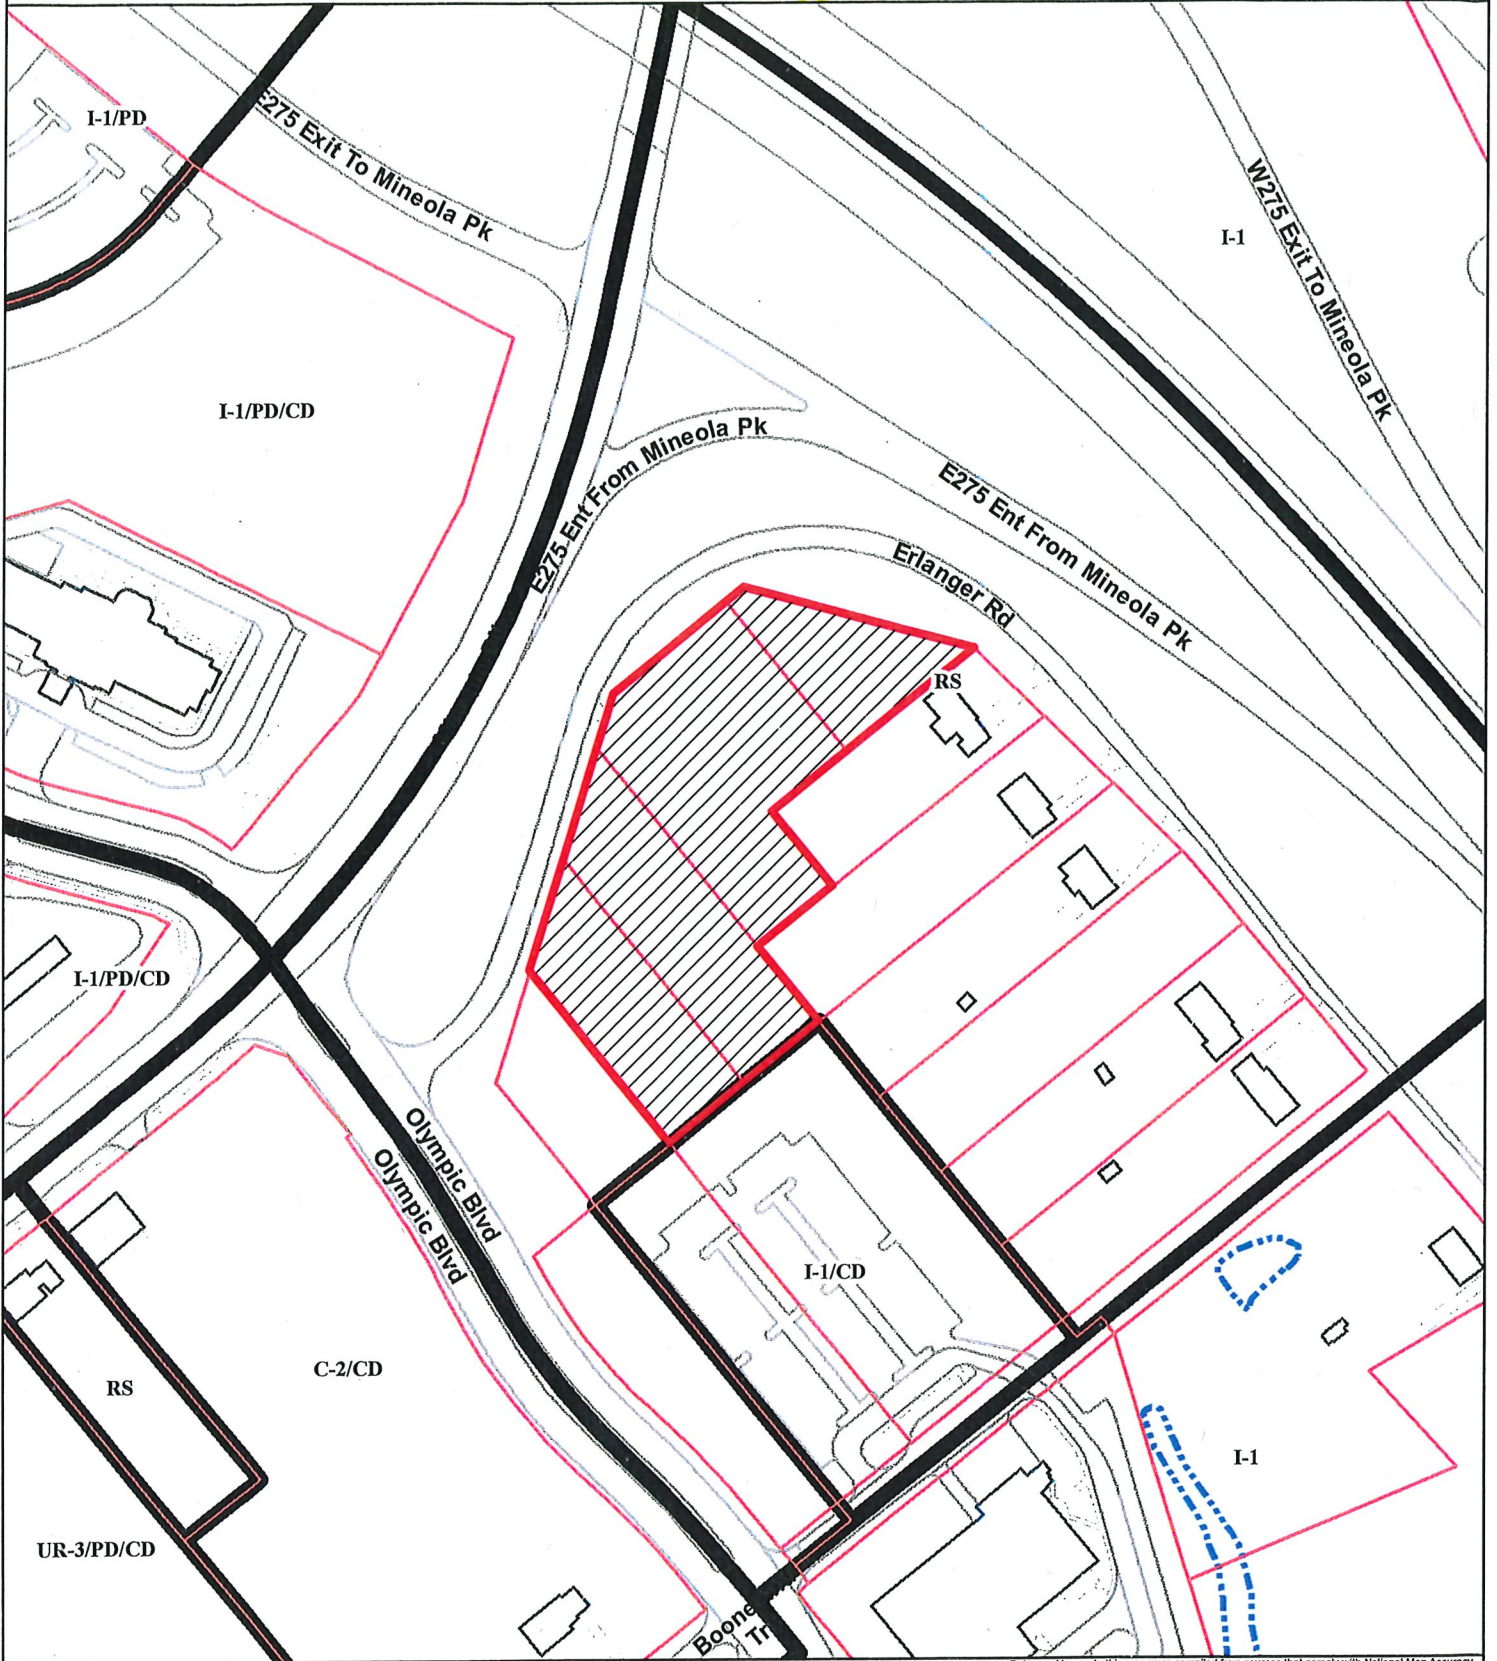 I-1/PD
E275 Exit To Mineola Pk
W275 Exit To Mineola Pk
I-1
I-1/PD/CD
E275 Ent From Mineola Pk
E275 Ent From Mineola Pk
Erlanger Rd
RS
I-1/PD/CD
Olympic Blvd
Olympic Blvd
I-1/CD
C-2/CD
RS
I-1
UR-3/PD/CD
Boone
Tr